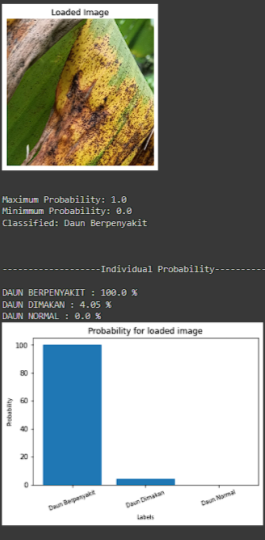 Loaded Image
Maximum Probability: 1.0
Minimmum Probability: 0.0
Classified: Daun Berpenyakit
-------------------Individual Probability----------
DAUN BERPENYAKIT : 100.0 %
DAUN DIMAKAN : 4.05 %
DAUN NORMAL : 0.0 %
Probability for loaded image
Probability
100
80
60
40
20
0
Daun Berpenyakit
Daun Dimakan
Daun Normal
Labels